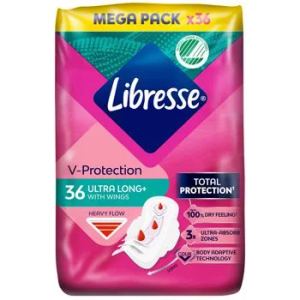 MEGA PACK x36
Libresse®
V-Protection
36 ULTRA LONG+
WITH WINGS
HEAVY FLOW
TOTAL
PROTECTION¹
100% DRY FEELING
3x ULTRA-ABSORB
ZONES
BODY ADAPTIVE
TECHNOLOGY